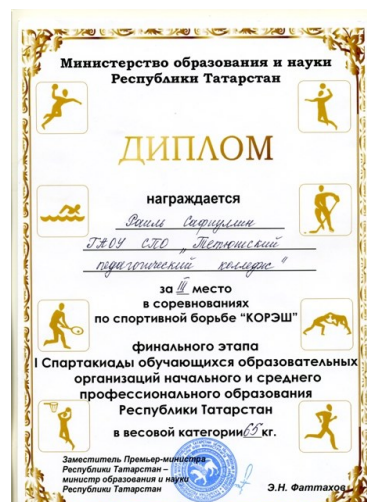 Министерство образования и науки
Республики Татарстан
ДИПЛОМ
награждается
Раиль Сафиуллин
ГАОУ СПО „Тетюшский
педагогический колледж"
за III место
в соревнованиях
по спортивной борьбе "КОРЭШ"
финального этапа
I Спартакиады обучающихся образовательных
организаций начального и среднего
профессионального образования
Республики Татарстан
в весовой категории 65 кг.
Заместитель Премьер-министра
Республики Татарстан –
министр образования и науки
Республики Татарстан
Э.Н. Фаттахов